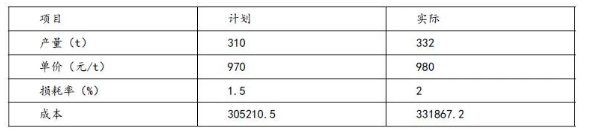 项目 计划 实际
产量（t） 310 332
单价（元/t） 970 980
损耗率（%） 1.5 2
成本 305210.5 331867.2